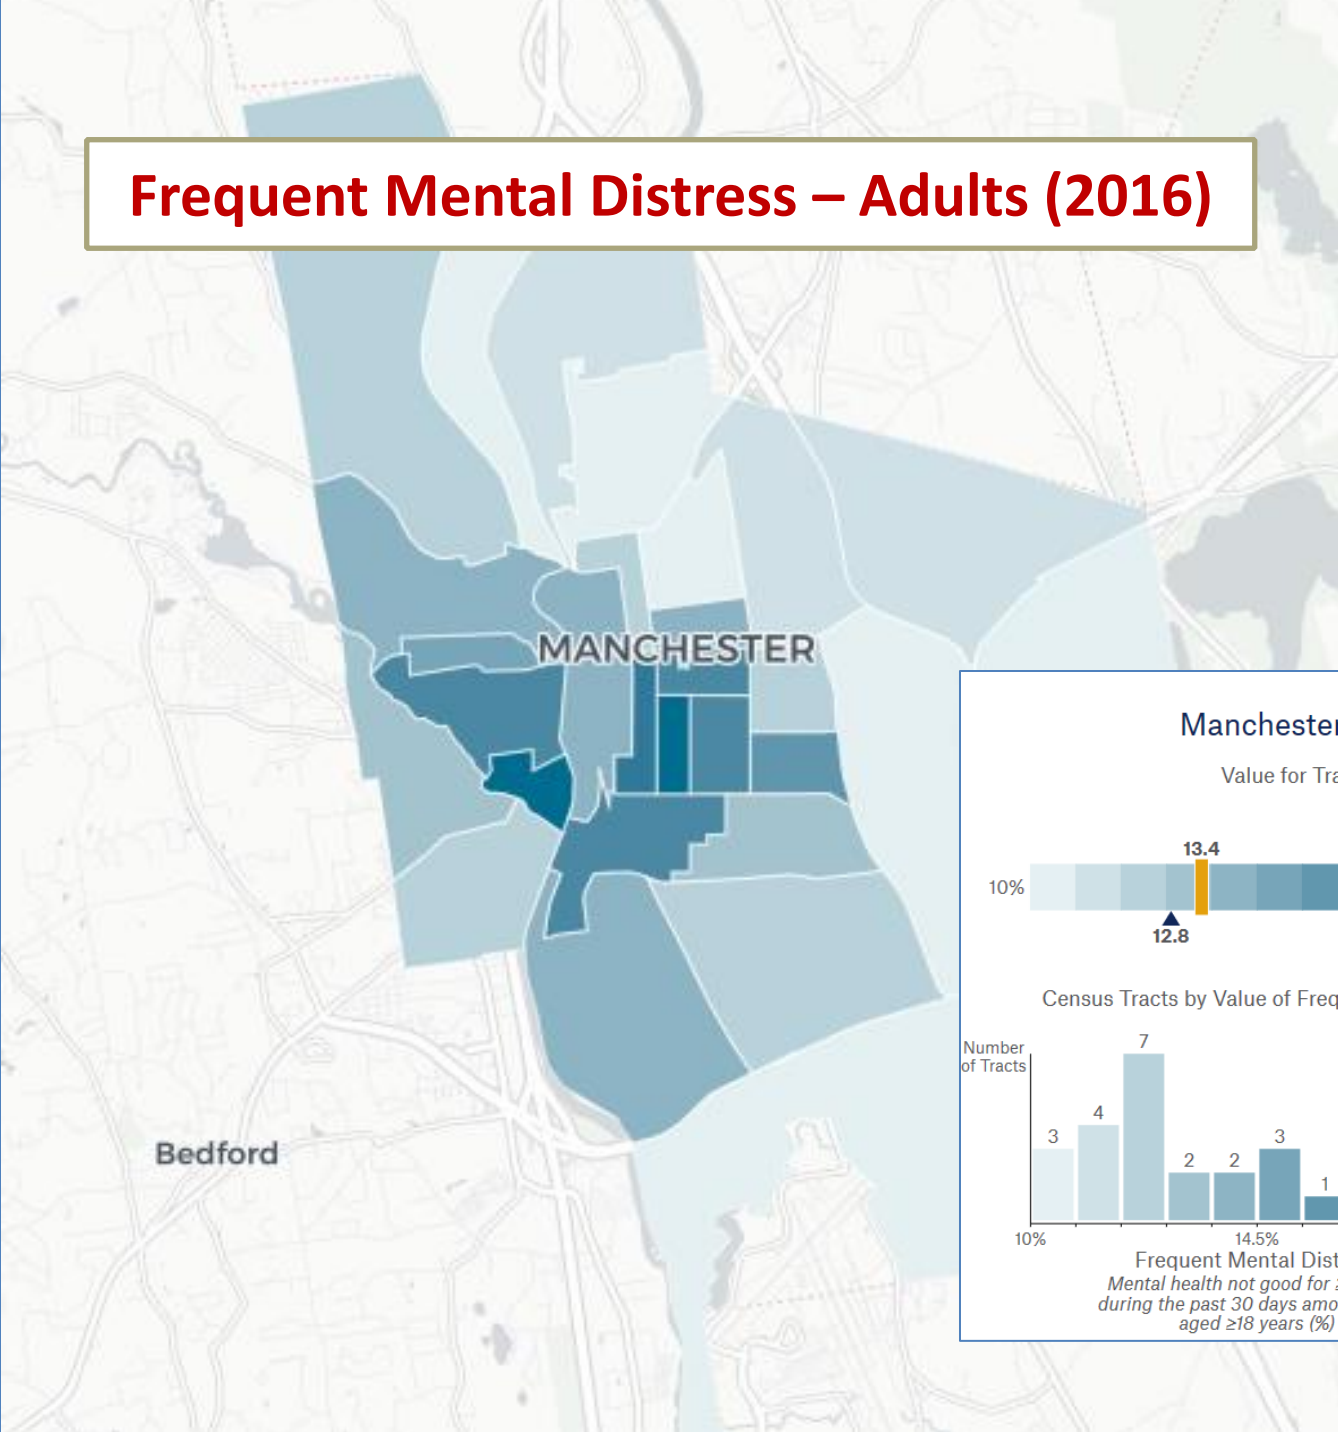 Frequent Mental Distress – Adults (2016)
MANCHESTER
Bedford
Manchester
Value for Tra
13.4
10%
12.8
Census Tracts by Value of Freq
Number
of Tracts
7
4
3
3
2
2
1
10%
14.5%
Frequent Mental Dist
Mental health not good for ≥
during the past 30 days amo
aged ≥18 years (%)